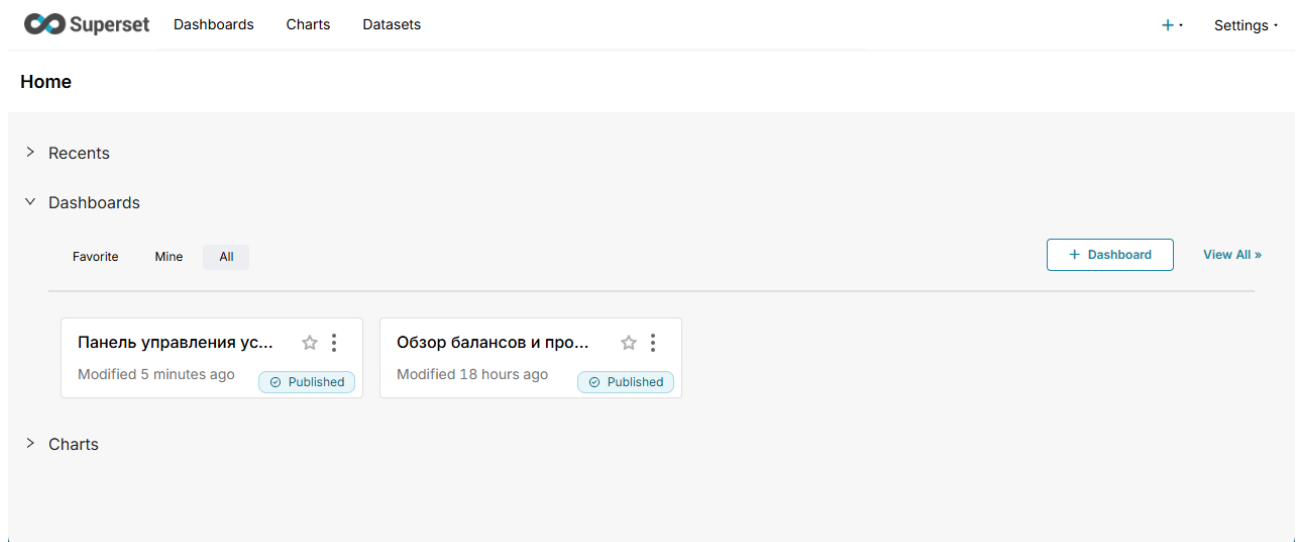 Superset Dashboards Charts Datasets + Settings
Home
> Recents
Dashboards
Favorite Mine All + Dashboard View All »
Панель управления ус... Обзор балансов и про...
Modified 5 minutes ago Published Modified 18 hours ago Published
> Charts